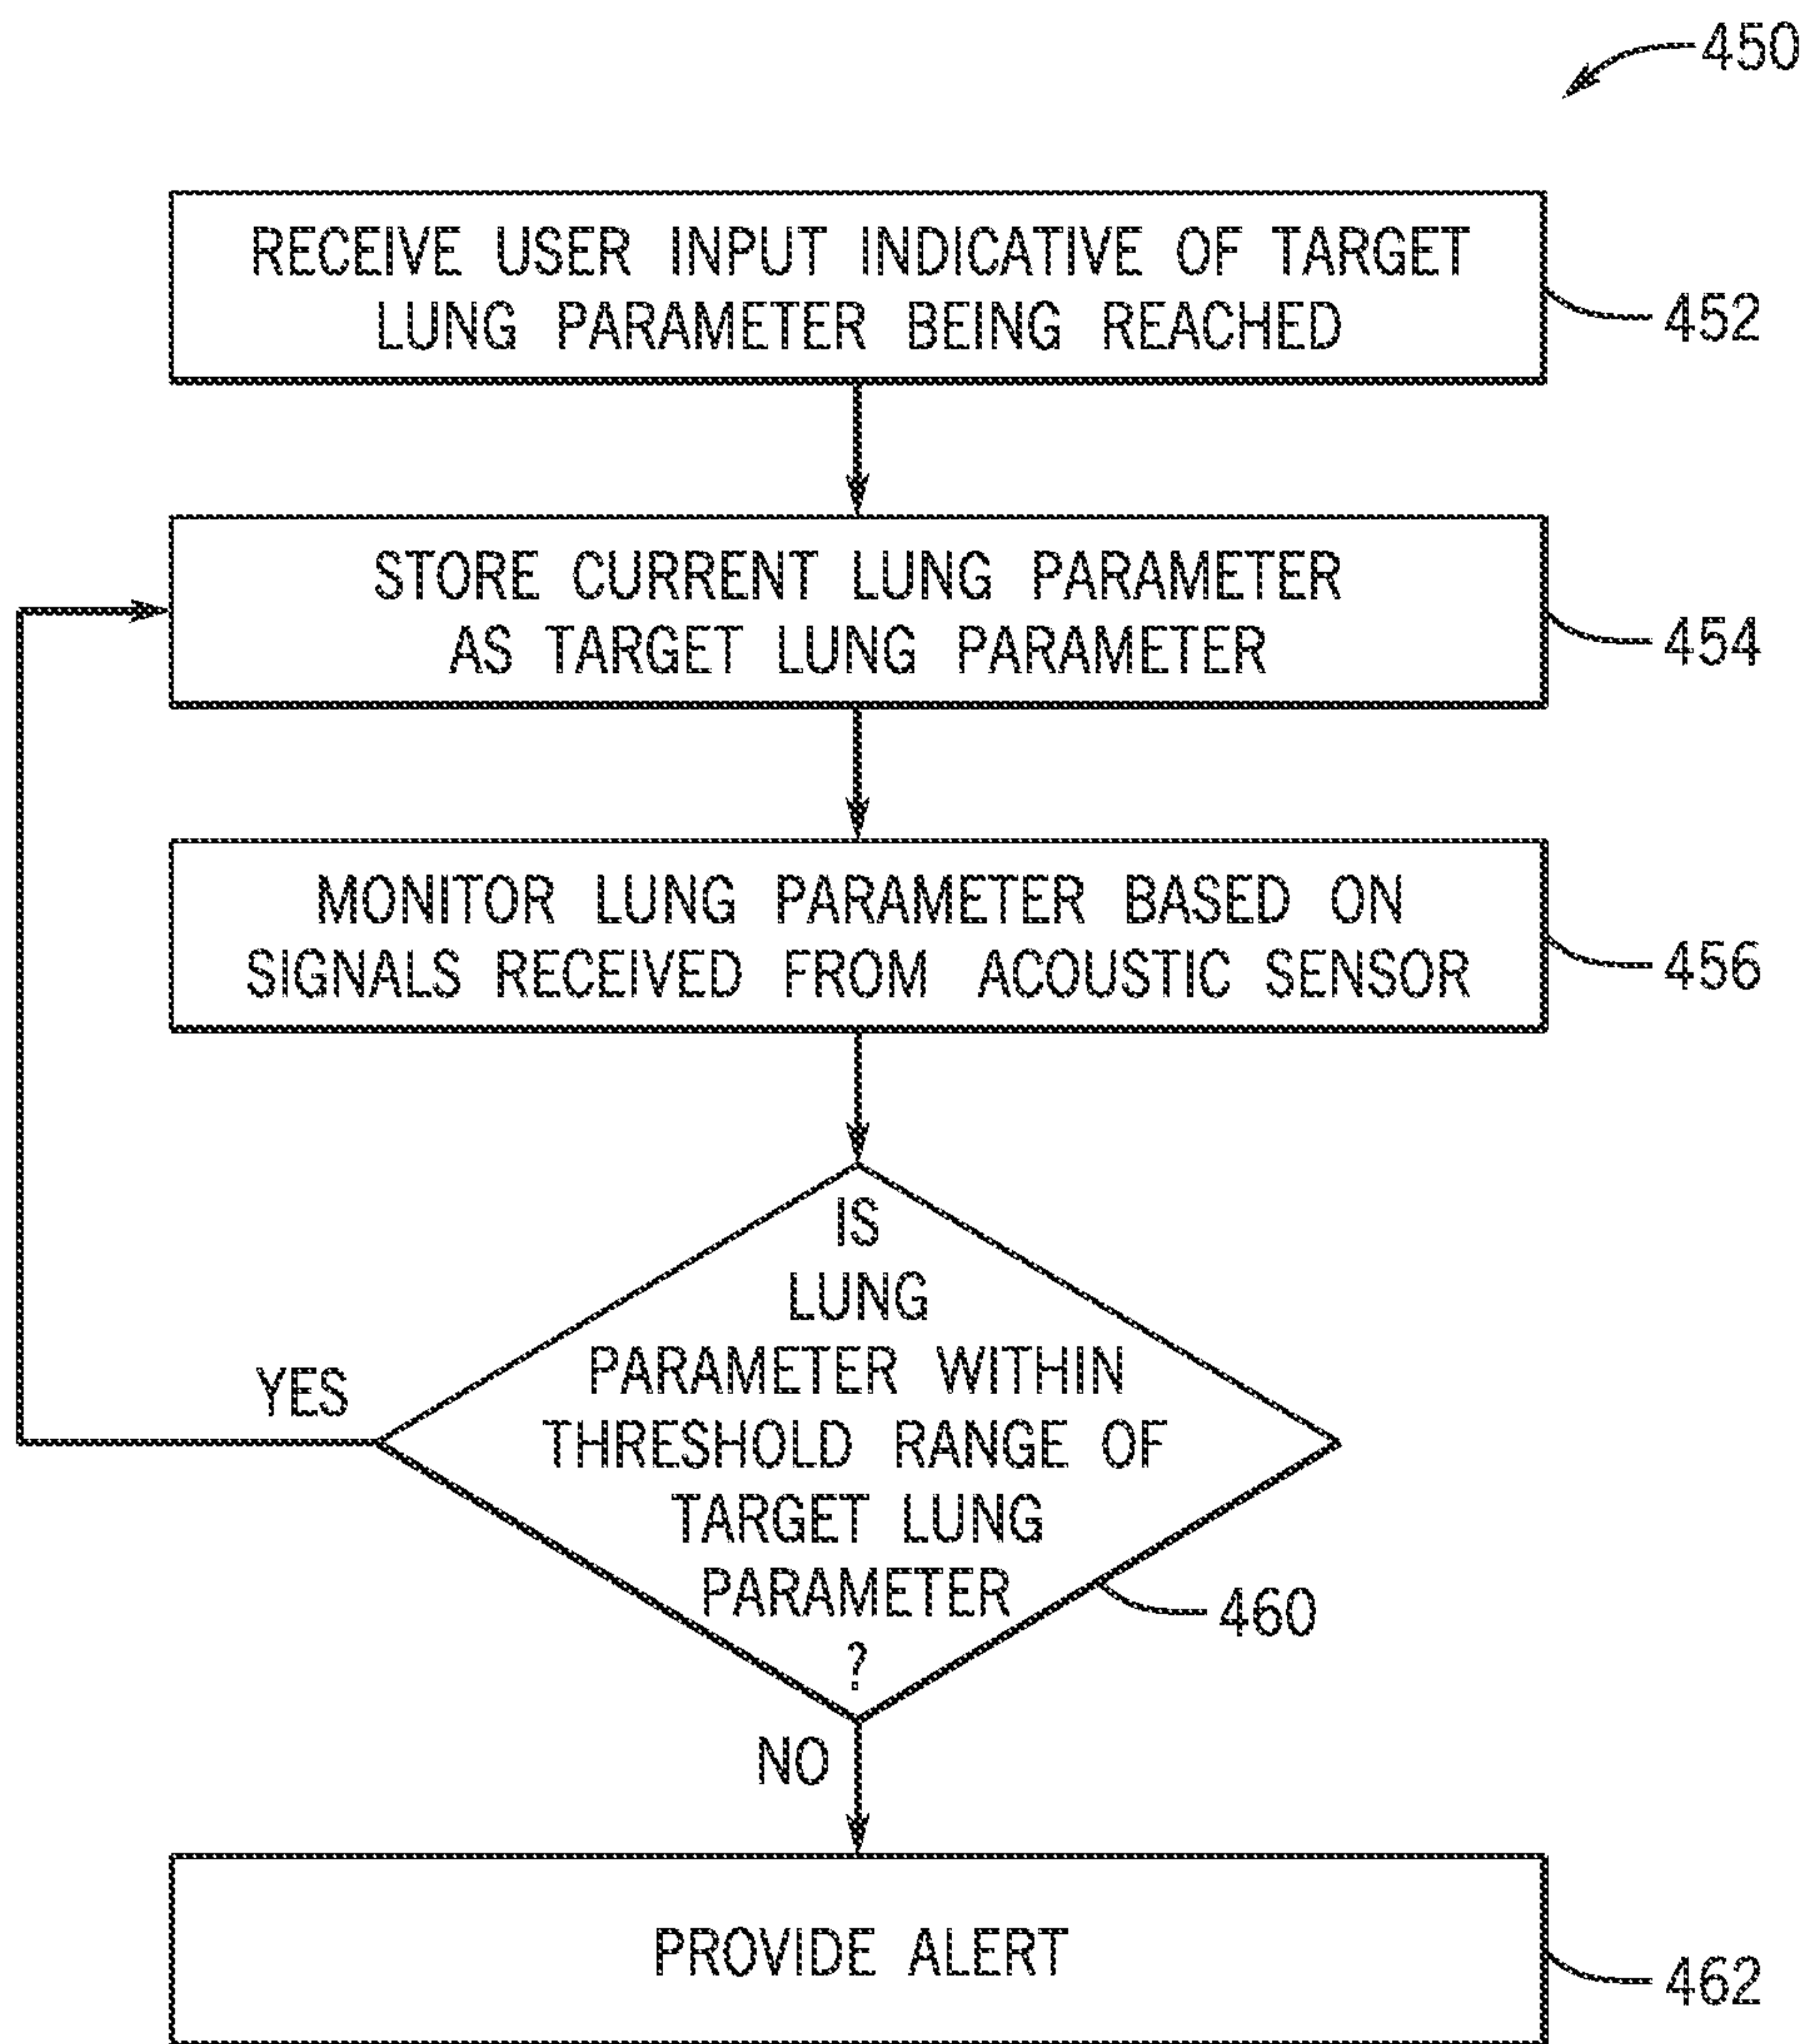 450
RECEIVE USER INPUT INDICATIVE OF TARGET
LUNG PARAMETER BEING REACHED
452
STORE CURRENT LUNG PARAMETER
AS TARGET LUNG PARAMETER
454
MONITOR LUNG PARAMETER BASED ON
SIGNALS RECEIVED FROM ACOUSTIC SENSOR
456
IS
LUNG
PARAMETER WITHIN
THRESHOLD RANGE OF
TARGET LUNG
PARAMETER
?
YES
460
NO
PROVIDE ALERT
462